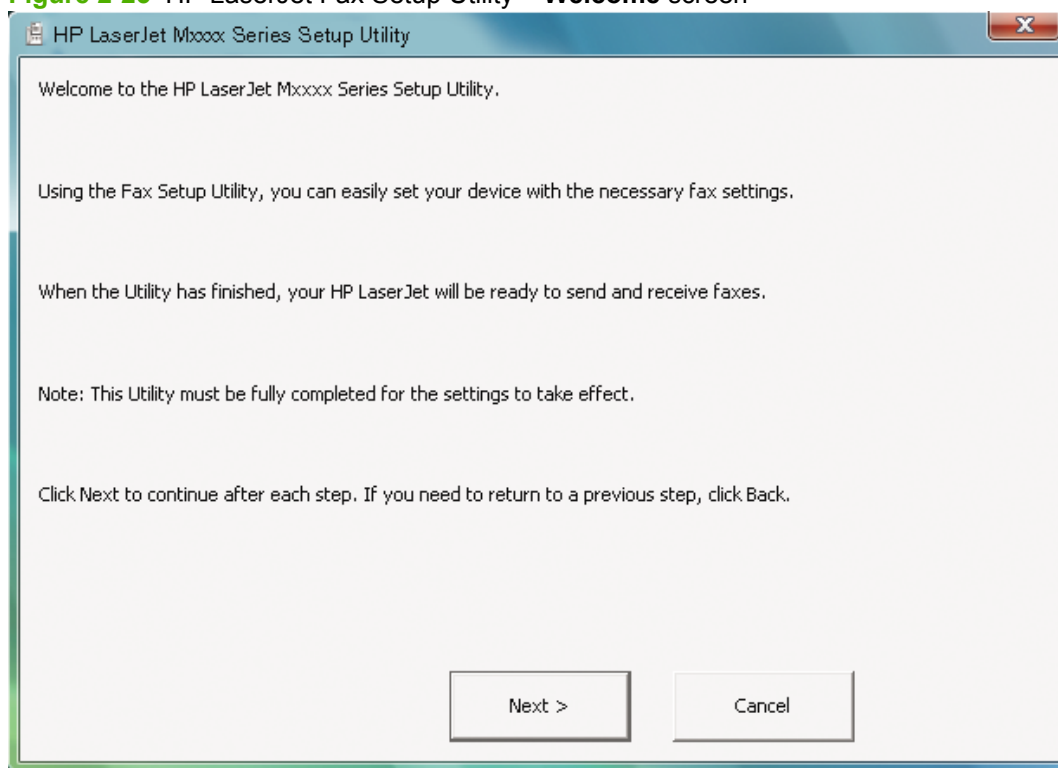 HP LaserJet Fax Setup Utility – Welcome screen
HP LaserJet Mxxxx Series Setup Utility
X
Welcome to the HP LaserJet Mxxxx Series Setup Utility.
Using the Fax Setup Utility, you can easily set your device with the necessary fax settings.
When the Utility has finished, your HP LaserJet will be ready to send and receive faxes.
Note: This Utility must be fully completed for the settings to take effect.
Click Next to continue after each step. If you need to return to a previous step, click Back.
Next > Cancel